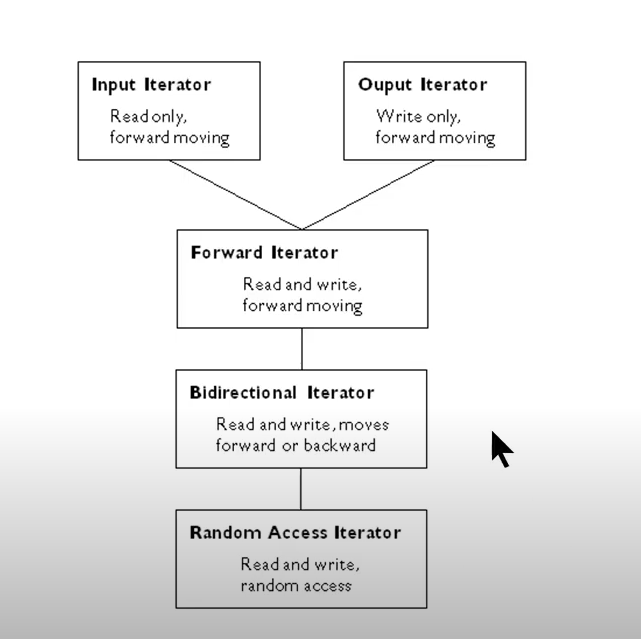 Input Iterator
Read only,
forward moving
Ouput Iterator
Write only,
forward moving
Forward Iterator
Read and write,
forward moving
Bidirectional Iterator
Read and write, moves
forward or backward
Random Access Iterator
Read and write,
random access